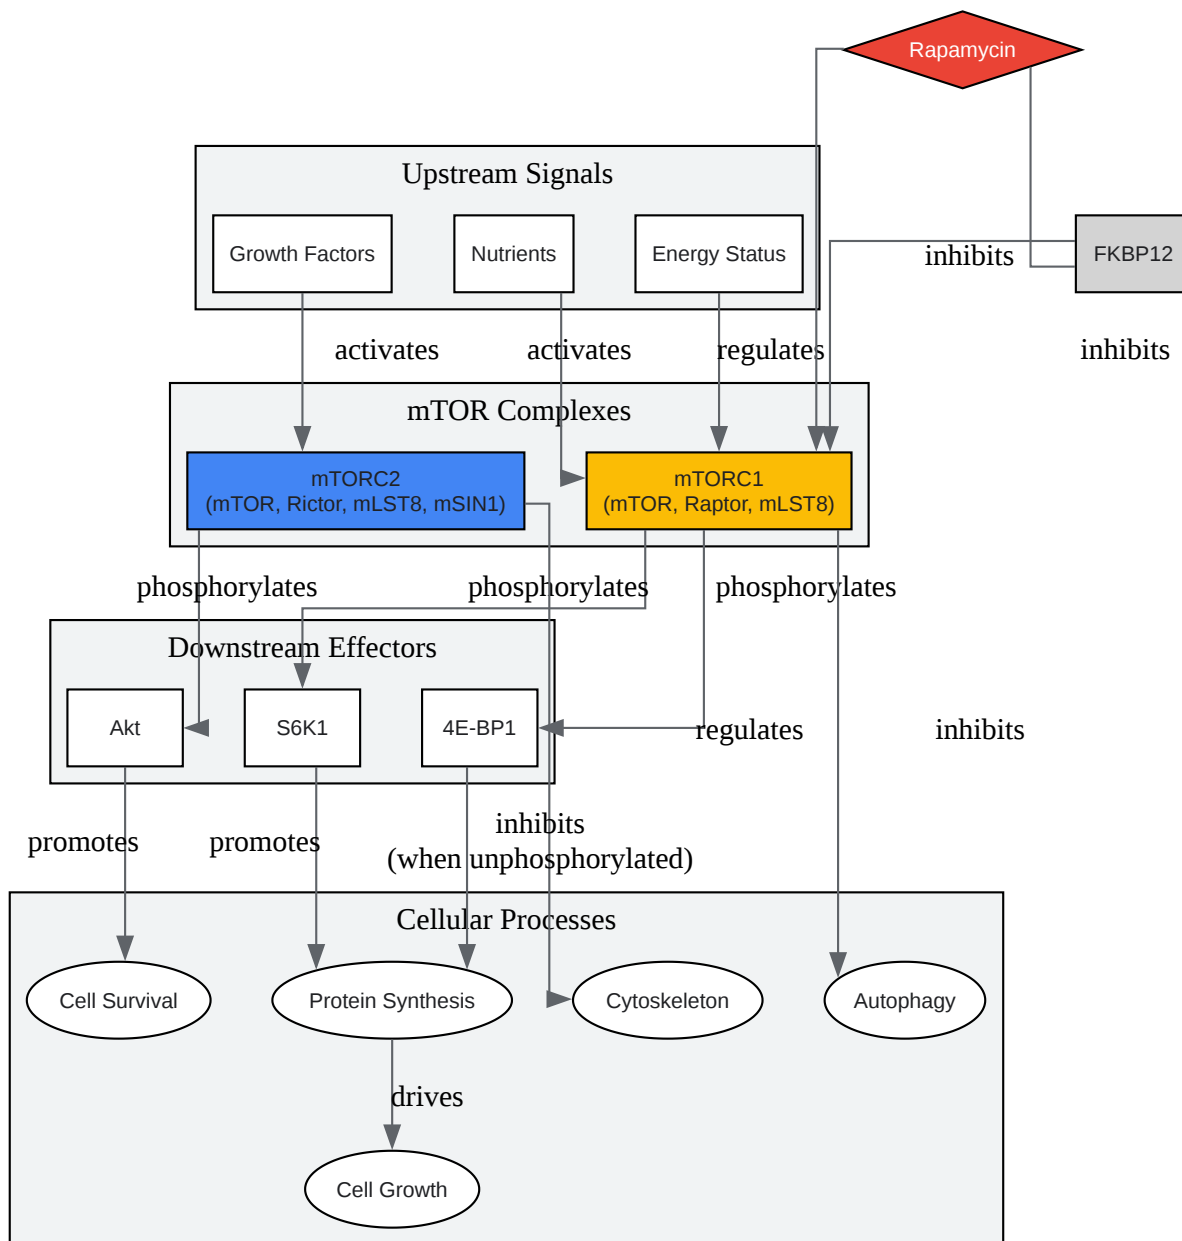 Rapamycin
Upstream Signals
Growth Factors
Nutrients
Energy Status
inhibits
FKBP12
activates
activates
regulates
inhibits
mTOR Complexes
mTORC2
(mTOR, Rictor, mLST8, mSIN1)
mTORC1
(mTOR, Raptor, mLST8)
phosphorylates
phosphorylates
phosphorylates
Downstream Effectors
Akt
S6K1
4E-BP1
regulates
inhibits
promotes
promotes
inhibits
(when unphosphorylated)
Cellular Processes
Cell Survival
Protein Synthesis
Cytoskeleton
Autophagy
drives
Cell Growth